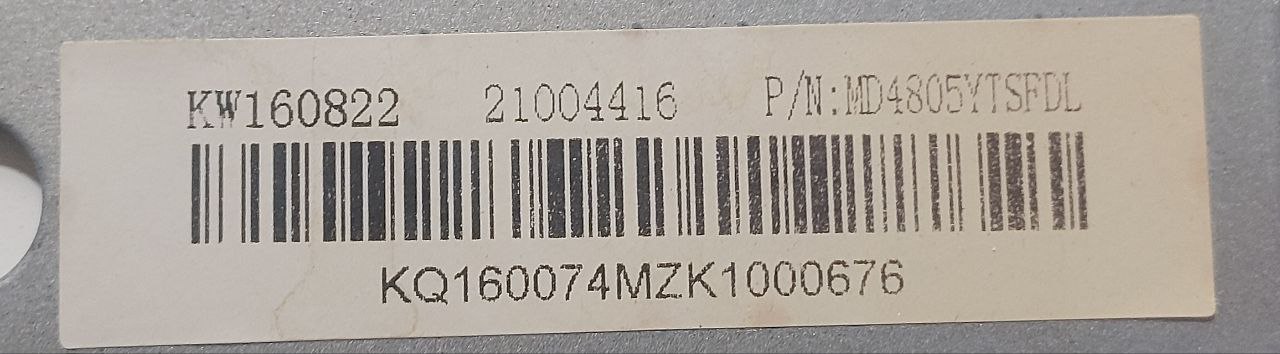 KW160822 21004416 P/N:MD4805YTSFDL
KQ160074MZK1000676